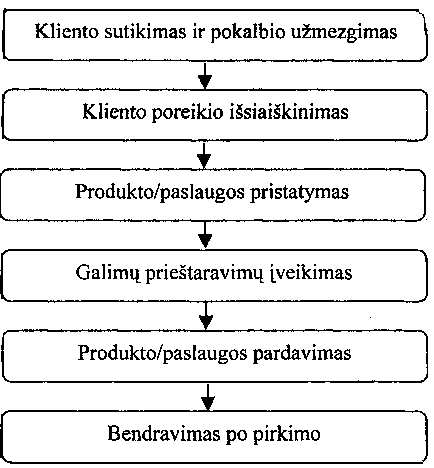 Kliento sutikimas ir pokalbio užmezgimas
Kliento poreikio išsiaiškinimas
Produkto/paslaugos pristatymas
Galimų prieštaravimų įveikimas
Produkto/paslaugos pardavimas
Bendravimas po pirkimo